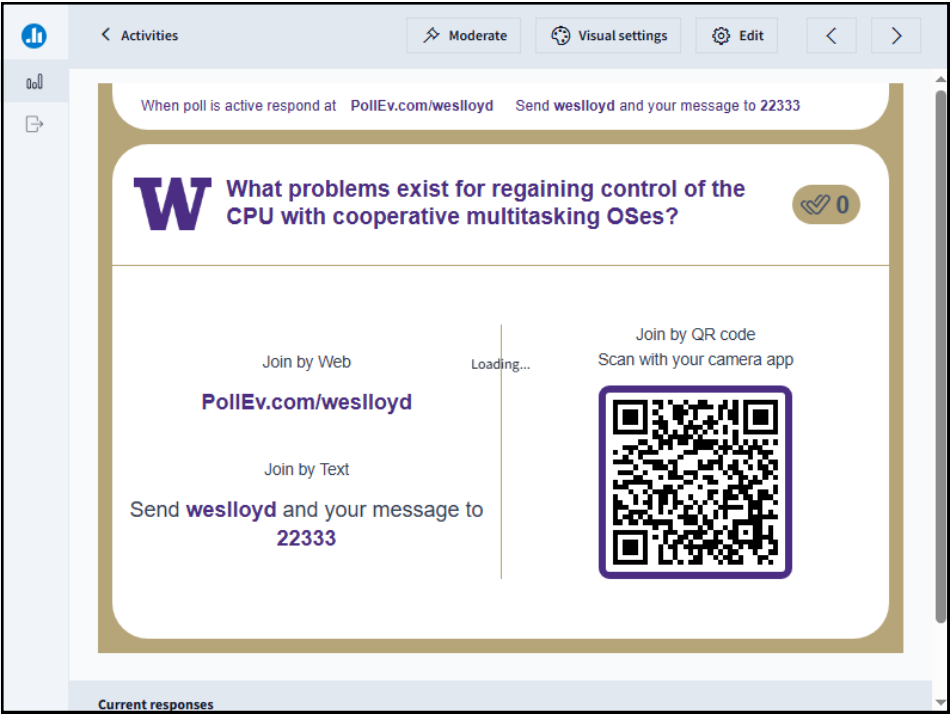 Activities
Moderate
Visual settings
Edit
When poll is active respond at PollEv.com/weslloyd Send weslloyd and your message to 22333
W
What problems exist for regaining control of the
CPU with cooperative multitasking OSes?
0
Join by Web
PollEv.com/weslloyd
Join by Text
Send weslloyd and your message to
22333
Loading...
Join by QR code
Scan with your camera app
Current responses